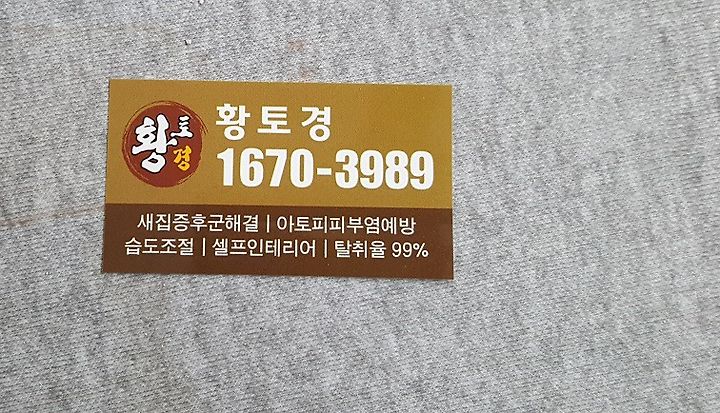 황토경
황토경
1670-3989
새집증후군해결 | 아토피피부염예방
습도조절 | 셀프인테리어 | 탈취율 99%